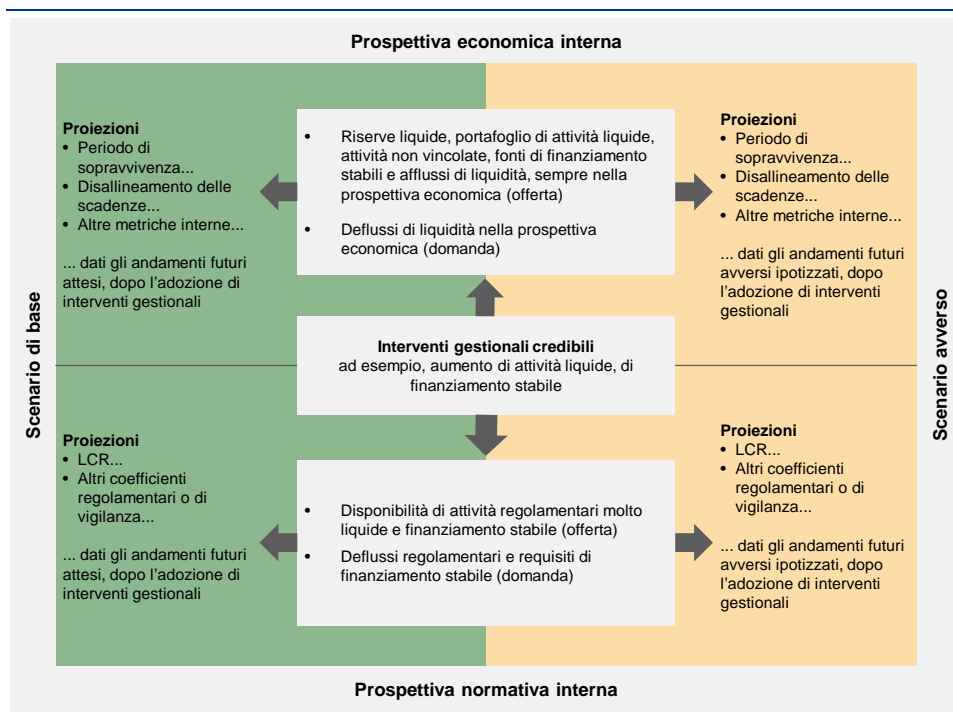 Prospettiva economica interna
Scenario di base
Proiezioni
• Periodo di
sopravvivenza...
• Disallineamento delle
scadenze...
• Altre metriche interne...
... dati gli andamenti futuri
attesi, dopo l'adozione di
interventi gestionali
• Riserve liquide, portafoglio di attività liquide,
attività non vincolate, fonti di finanziamento
stabili e afflussi di liquidità, sempre nella
prospettiva economica (offerta)
• Deflussi di liquidità nella prospettiva
economica (domanda)
Proiezioni
• Periodo di
sopravvivenza...
• Disallineamento delle
scadenze...
• Altre metriche interne...
... dati gli andamenti futuri
avversi ipotizzati, dopo
l'adozione di interventi
gestionali
Scenario avverso
Interventi gestionali credibili
ad esempio, aumento di attività liquide, di
finanziamento stabile
Proiezioni
• LCR...
• Altri coefficienti
regolamentari o di
vigilanza...
... dati gli andamenti futuri
attesi, dopo l'adozione di
interventi gestionali
• Disponibilità di attività regolamentari molto
liquide e finanziamento stabile (offerta)
• Deflussi regolamentari e requisiti di
finanziamento stabile (domanda)
Proiezioni
• LCR...
• Altri coefficienti
regolamentari o di
vigilanza...
... dati gli andamenti futuri
avversi ipotizzati, dopo
l'adozione di interventi
gestionali
Prospettiva normativa interna